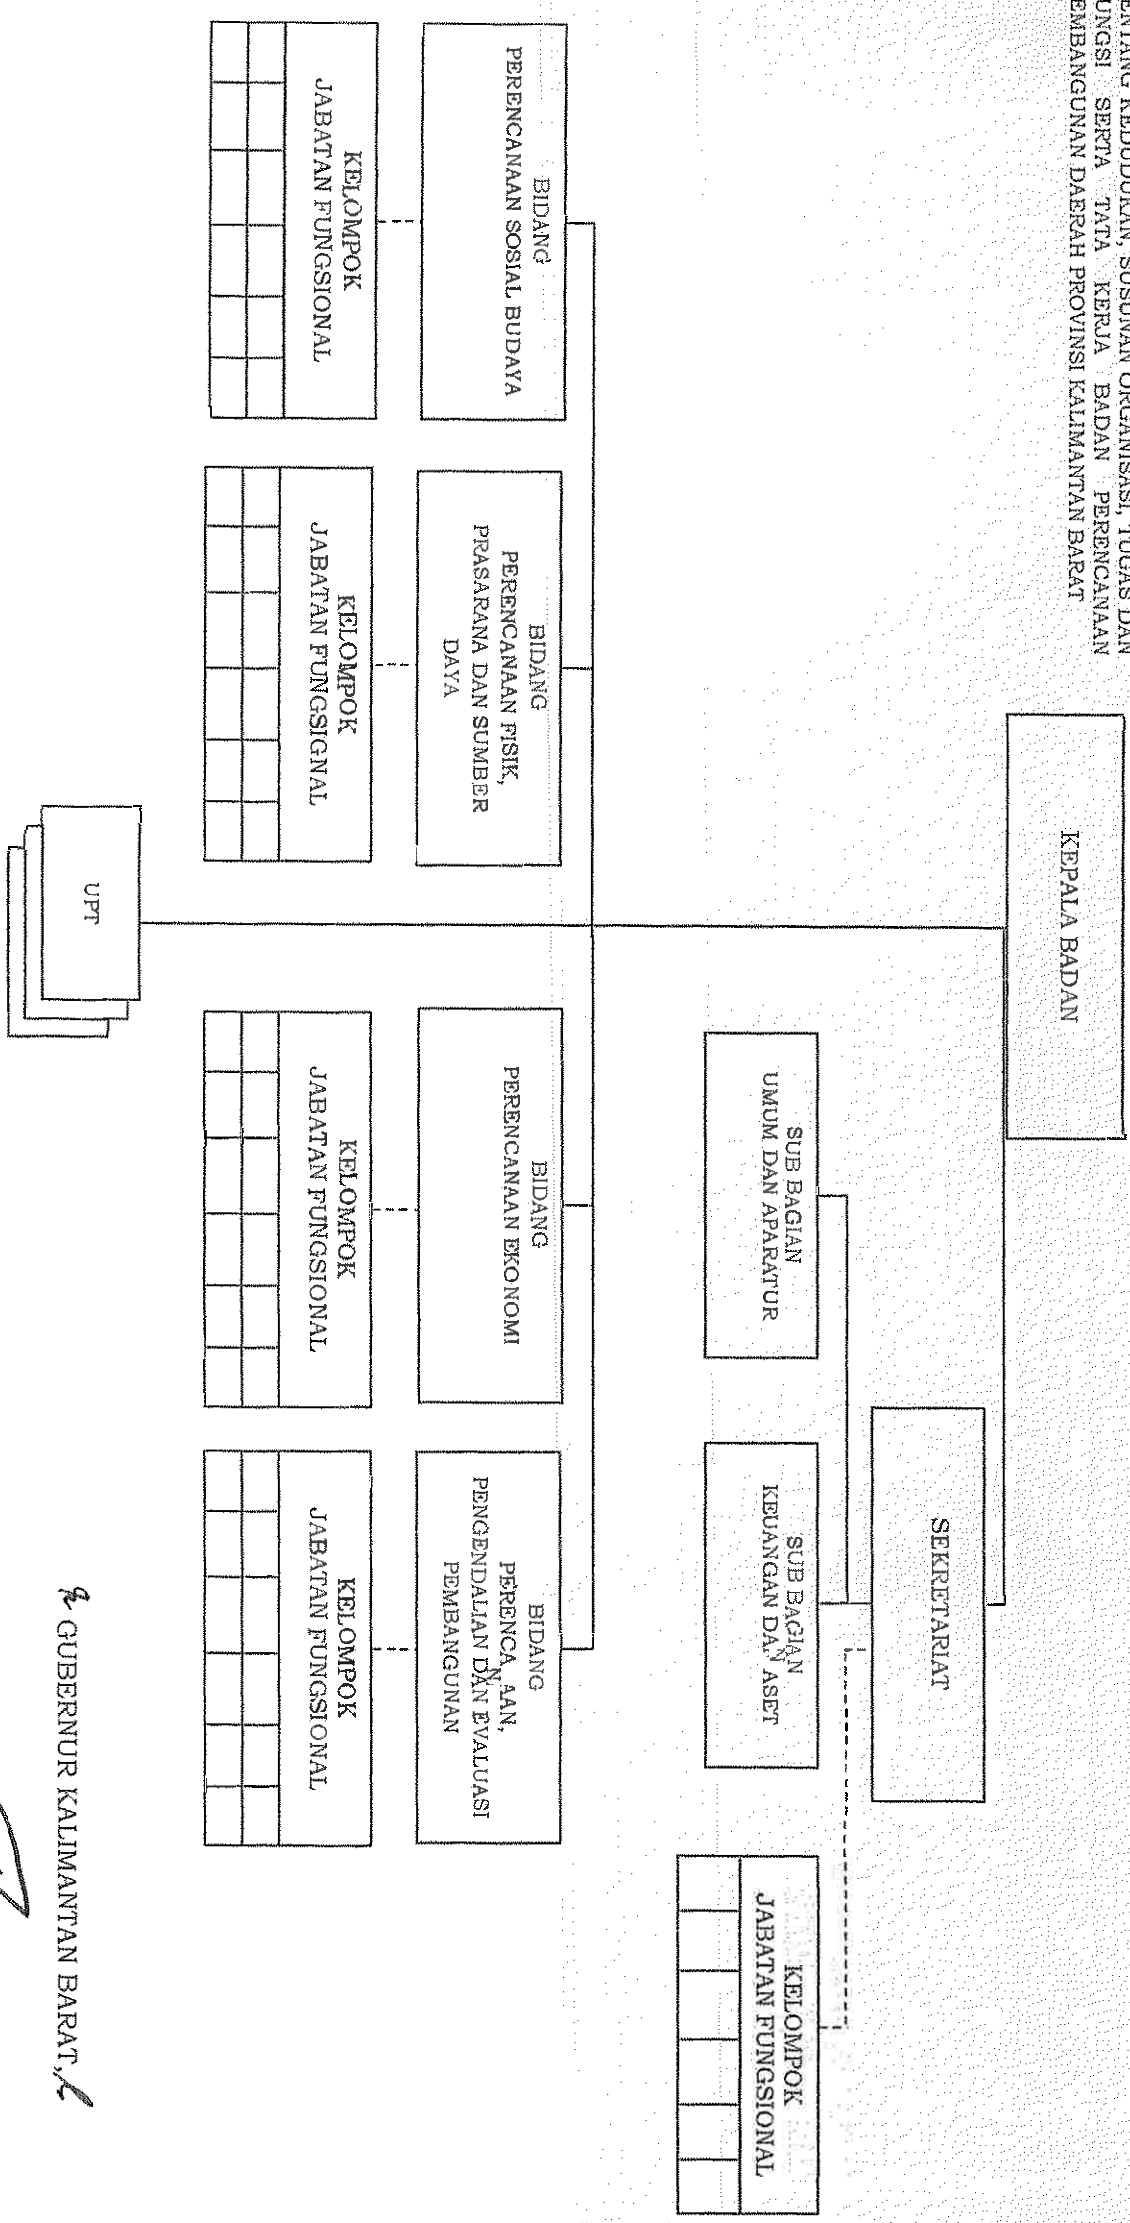 TENTANG KEDUDUKAN, SUSUNAN ORGANISASI, TUGAS DAN
FUNGSI SERTA TATA KERJA BADAN PERENCANAAN
PEMBANGUNAN DAERAH PROVINSI KALIMANTAN BARAT
KEPALA BADAN
SEKRETARIAT
SUB BAGIAN
UMUM DAN APARATUR
SUB BAGIAN
KEUANGAN DAN ASET
KELOMPOK
JABATAN FUNGSIONAL
BIDANG
PERENCANAAN SOSIAL BUDAYA
BIDANG
PERENCANAAN FISIK,
PRASARANA DAN SUMBER
DAYA
BIDANG
PERENCANAAN EKONOMI
BIDANG
PERENCANAAN,
PENGENDALIAN DAN EVALUASI
PEMBANGUNAN
KELOMPOK
JABATAN FUNGSIONAL
KELOMPOK
JABATAN FUNGSIGNAL
KELOMPOK
JABATAN FUNGSIONAL
KELOMPOK
JABATAN FUNGSIONAL
UPT
GUBERNUR KALIMANTAN BARAT,